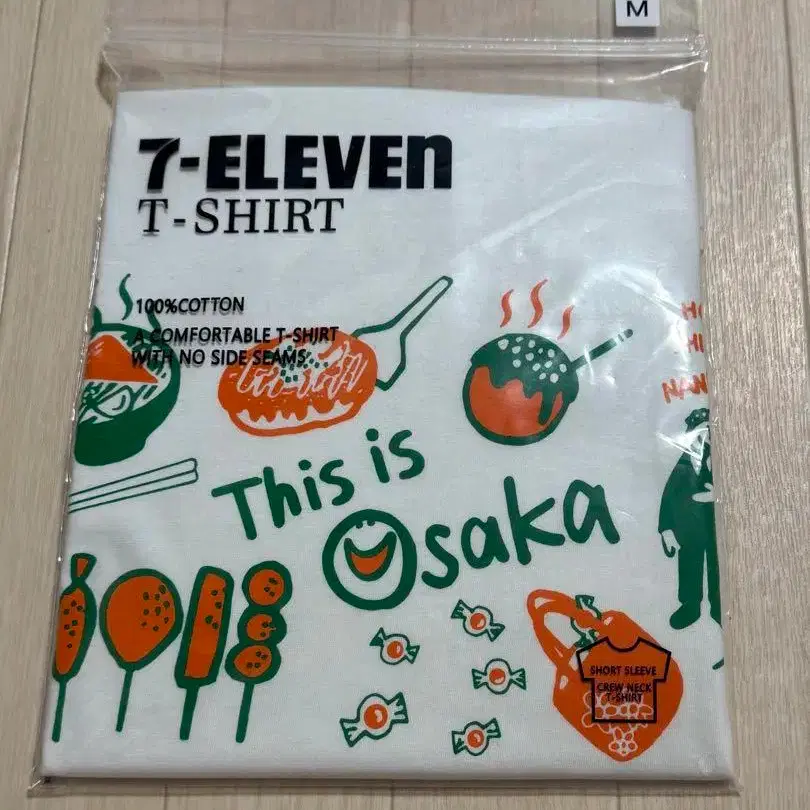 M
7-ELEVEn
T-SHIRT
100%COTTON
A COMFORTABLE T-SHIRT
WITH NO SIDE SEAMS
This is
Osaka
SHORT SLEEVE
CREW NECK
T-SHIRT